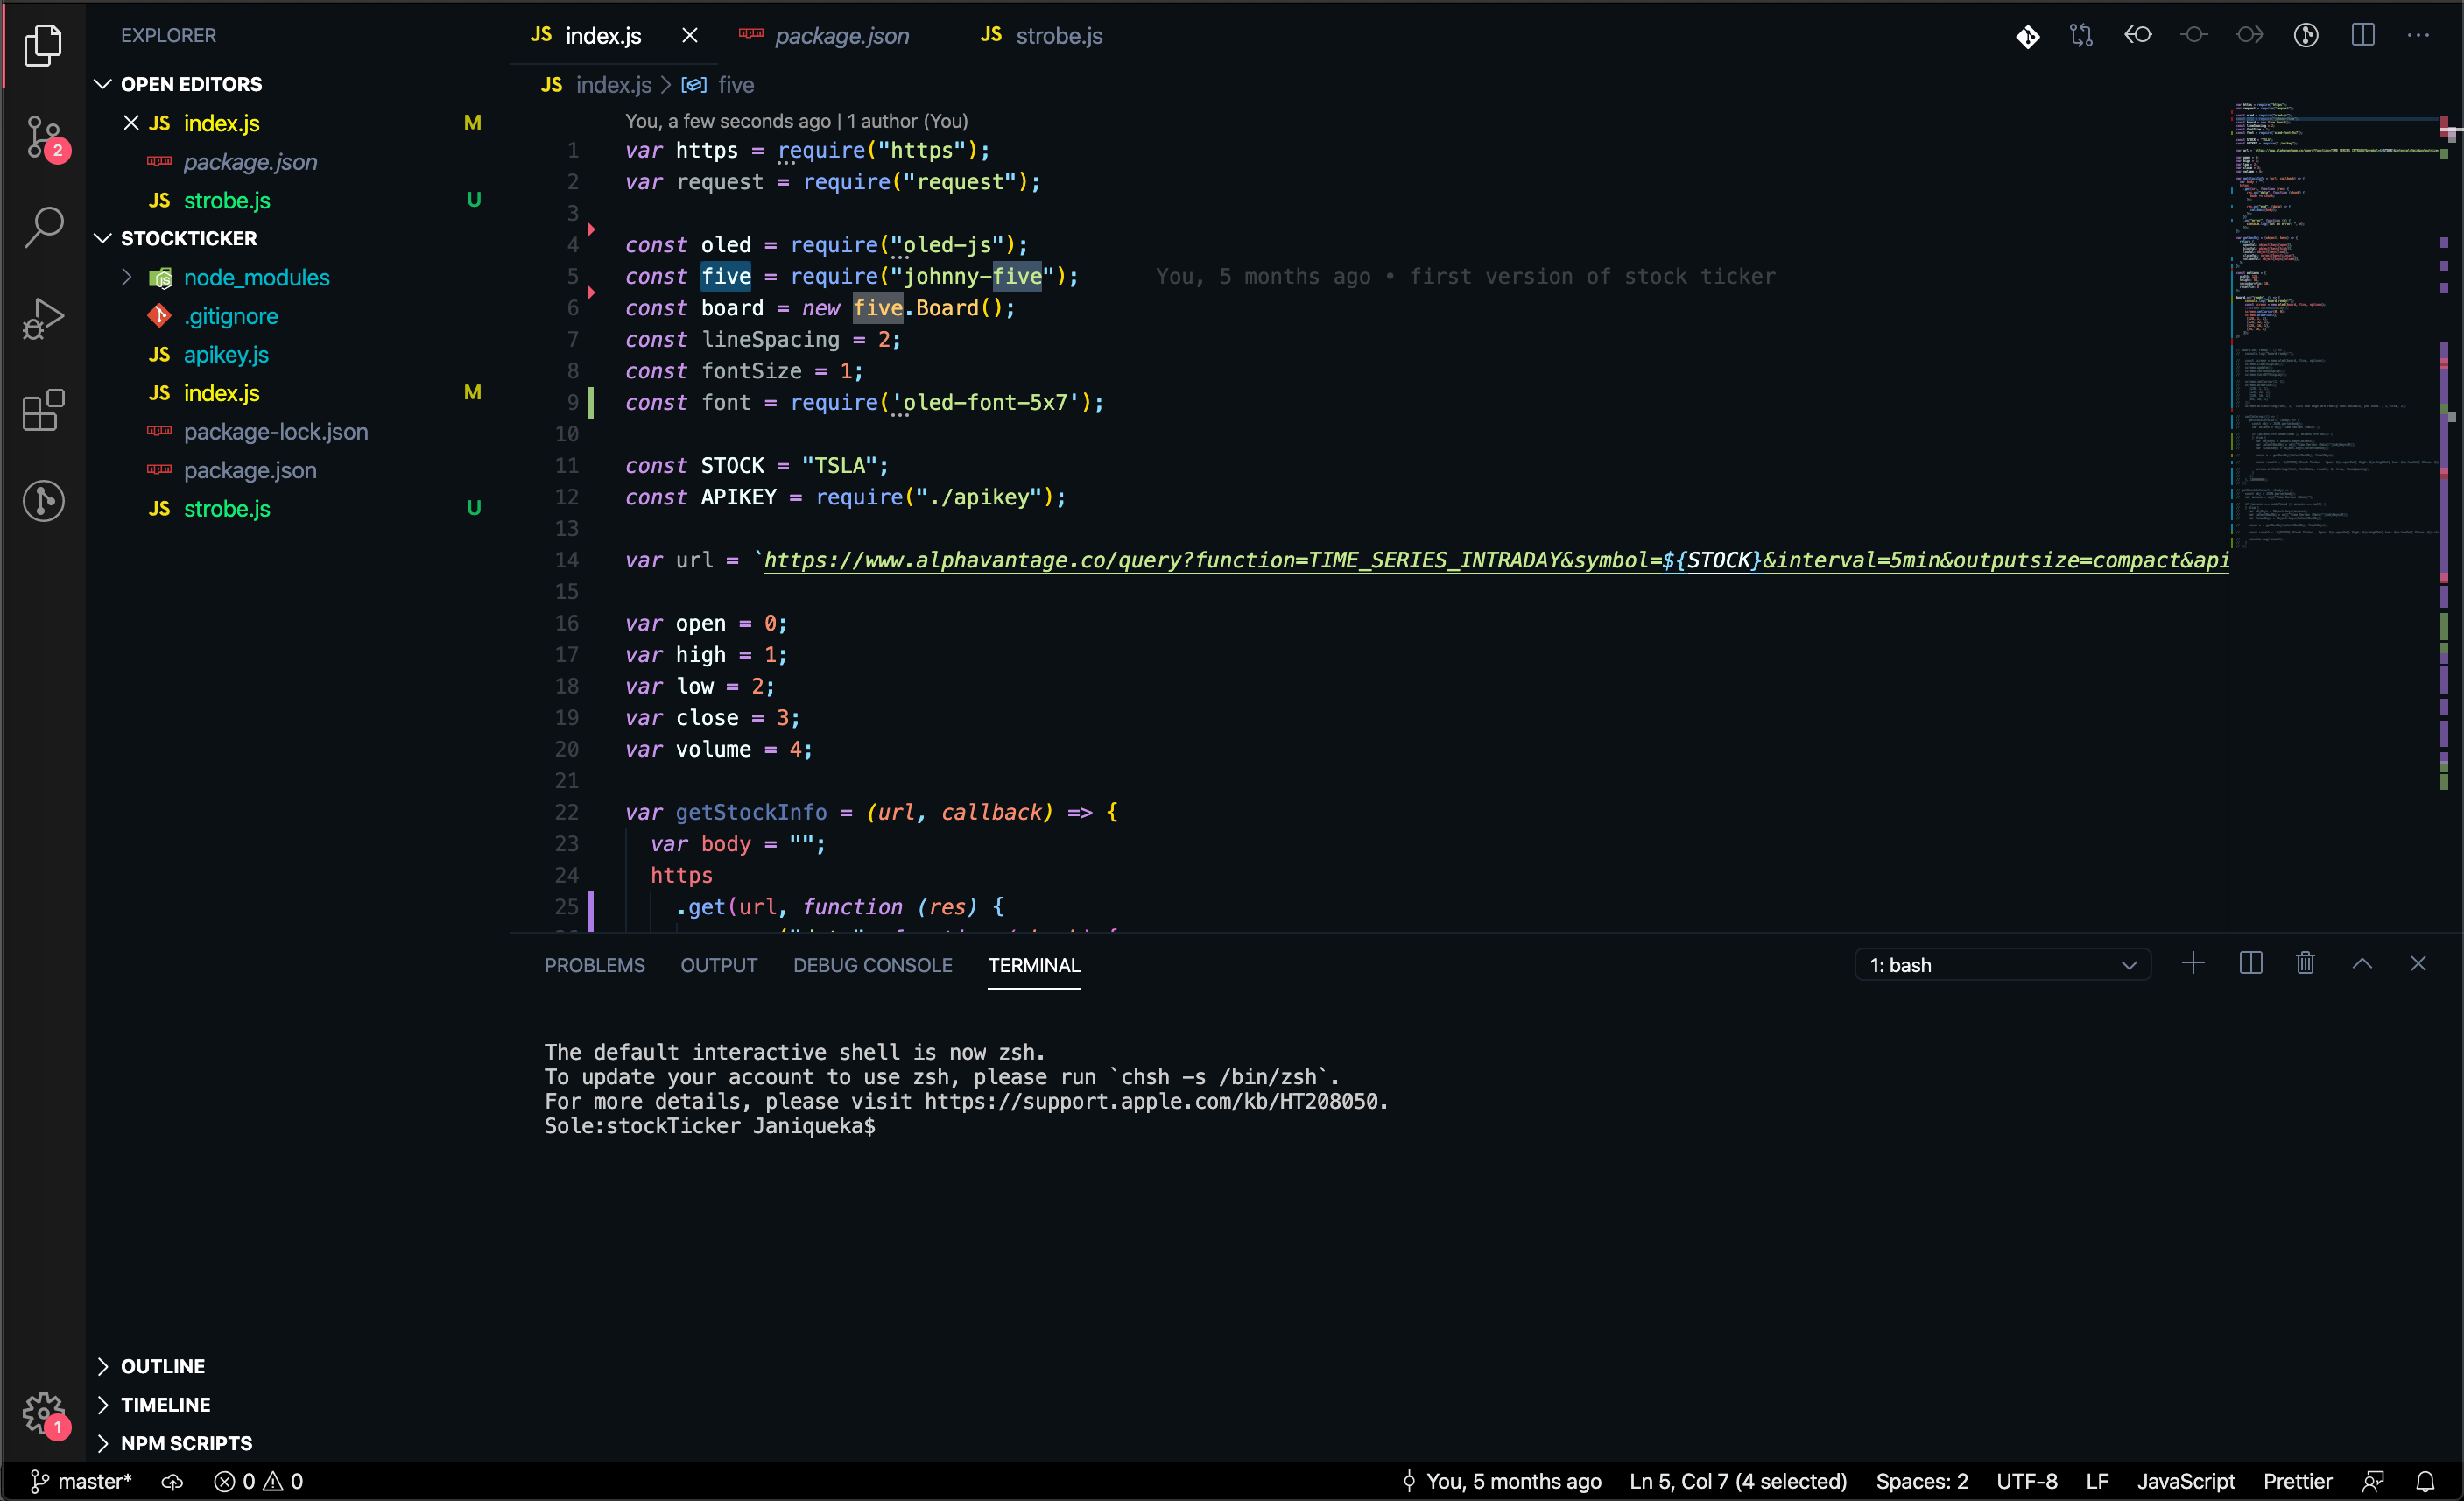 EXPLORER
OPEN EDITORS
JS index.js M
package.json
JS strobe.js U
STOCKTICKER
node_modules
.gitignore
JS apikey.js
JS index.js M
package-lock.json
package.json
JS strobe.js U
OUTLINE
TIMELINE
NPM SCRIPTS
2
1
JS index.js package.json JS strobe.js
JS index.js > five
You, a few seconds ago | 1 author (You)
1 var https = require("https");
2 var request = require("request");
3
4 const oled = require("oled-js");
5 const five = require("johnny-five"); You, 5 months ago • first version of stock ticker
6 const board = new five.Board();
7 const lineSpacing = 2;
8 const fontSize = 1;
9 const font = require('oled-font-5x7');
10
11 const STOCK = "TSLA";
12 const APIKEY = require("./apikey");
13
14 var url = `https://www.alphavantage.co/query?function=TIME_SERIES_INTRADAY&symbol=${STOCK}&interval=5min&outputsize=compact&api
15
16 var open = 0;
17 var high = 1;
18 var low = 2;
19 var close = 3;
20 var volume = 4;
21
22 var getStockInfo = (url, callback) => {
23 var body = "";
24 https
25 .get(url, function (res) {
PROBLEMS OUTPUT DEBUG CONSOLE TERMINAL 1: bash
The default interactive shell is now zsh.
To update your account to use zsh, please run `chsh -s /bin/zsh`.
For more details, please visit https://support.apple.com/kb/HT208050.
Sole:stockTicker Janiqueka$
master* 0 0 You, 5 months ago Ln 5, Col 7 (4 selected) Spaces: 2 UTF-8 LF JavaScript Prettier